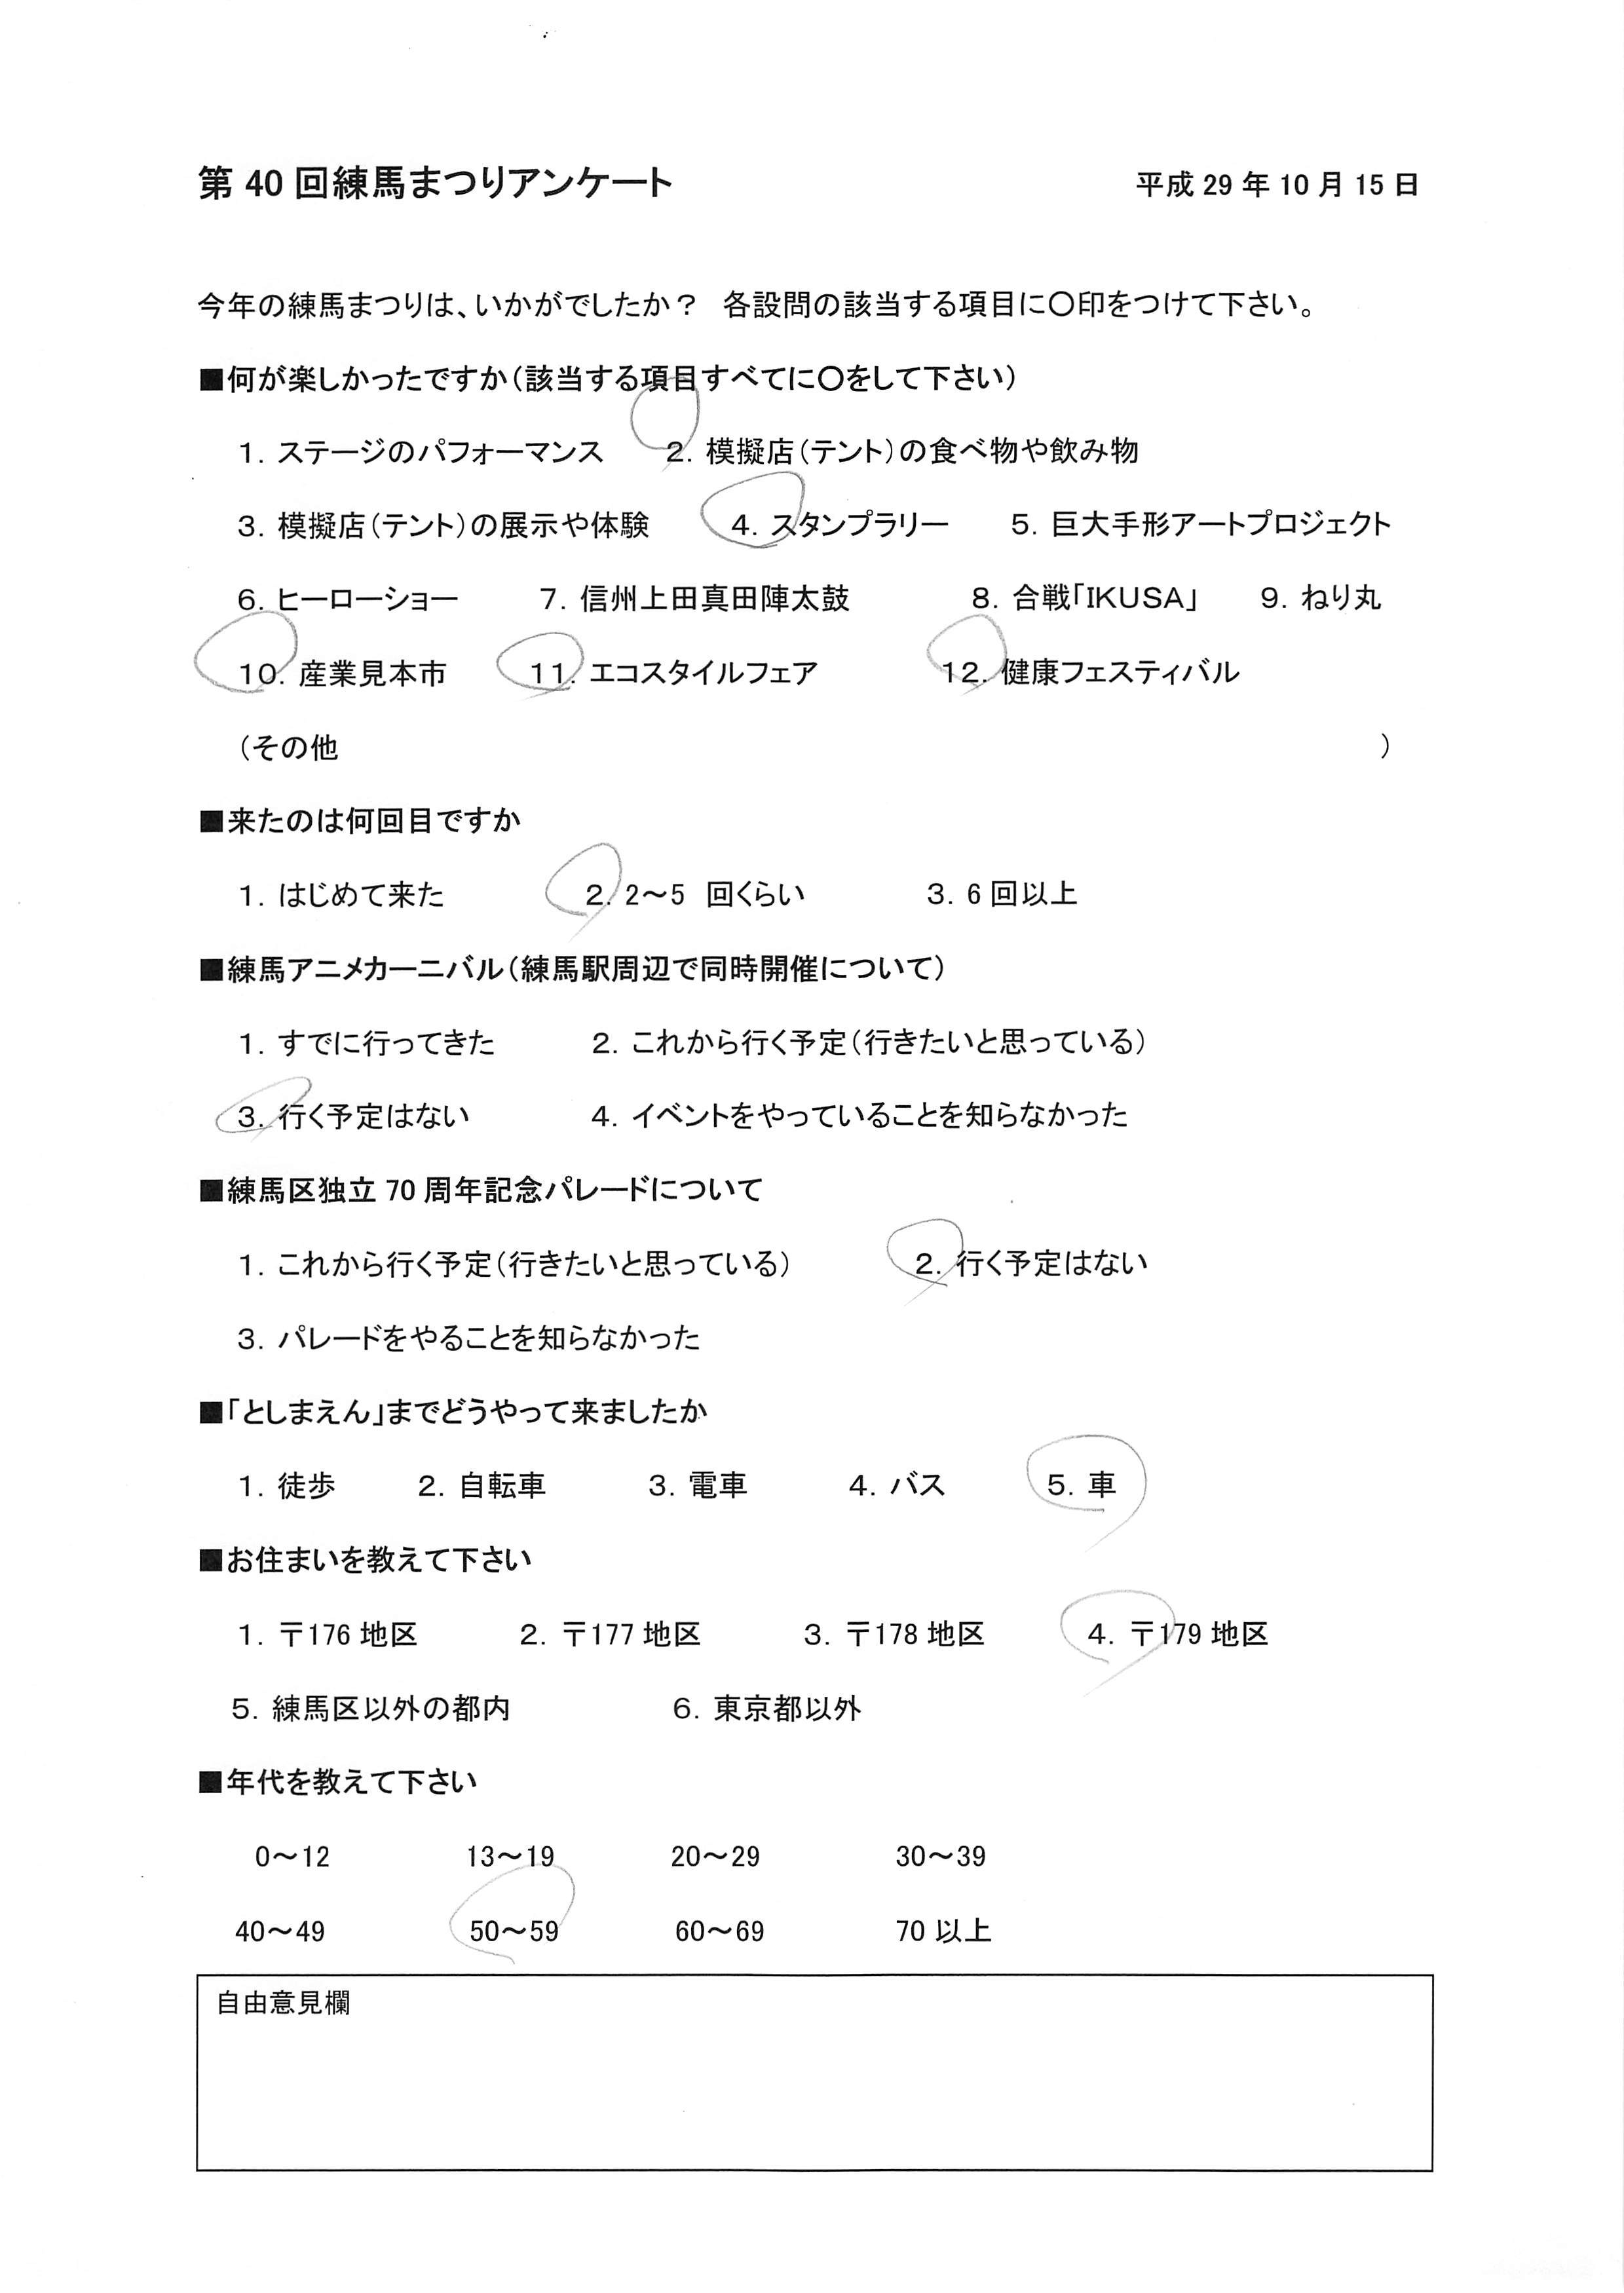 第 40 回練馬まつりアンケート 平成 29 年 10 月 15 日
今年の練馬まつりは、いかがでしたか？ 各設問の該当する項目に〇印をつけて下さい。
■何が楽しかったですか（該当する項目すべてに〇をして下さい）
1. ステージのパフォーマンス 2. 模擬店（テント）の食べ物や飲み物
3. 模擬店（テント）の展示や体験 4. スタンプラリー 5. 巨大手形アートプロジェクト
6. ヒーローショー 7. 信州上田真田陣太鼓 8. 合戦「IKUSA」 9. ねり丸
10. 産業見本市 11. エコスタイルフェア 12. 健康フェスティバル
（その他 ）
■来たのは何回目ですか
1. はじめて来た 2. 2～5 回くらい 3. 6 回以上
■練馬アニメカーニバル（練馬駅周辺で同時開催について）
1. すでに行ってきた 2. これから行く予定（行きたいと思っている）
3. 行く予定はない 4. イベントをやっていることを知らなかった
■練馬区独立 70 周年記念パレードについて
1. これから行く予定（行きたいと思っている） 2. 行く予定はない
3. パレードをやることを知らなかった
■「としまえん」までどうやって来ましたか
1. 徒歩 2. 自転車 3. 電車 4. バス 5. 車
■お住まいを教えて下さい
1. 〒176 地区 2. 〒177 地区 3. 〒178 地区 4. 〒179 地区
5. 練馬区以外の都内 6. 東京都以外
■年代を教えて下さい
0～12 13～19 20～29 30～39
40～49 50～59 60～69 70 以上
自由意見欄